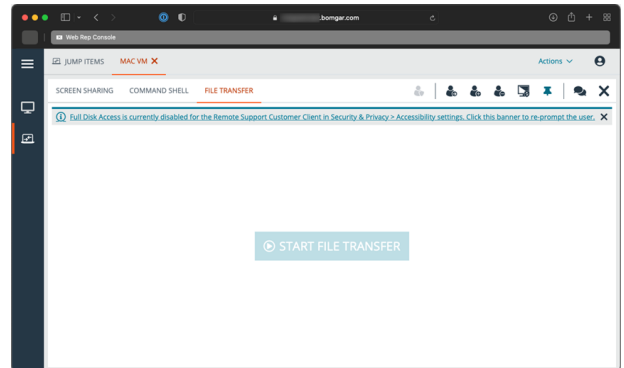 .bomgar.com
Web Rep Console
JUMP ITEMS
MAC VM
Actions
SCREEN SHARING
COMMAND SHELL
FILE TRANSFER
Full Disk Access is currently disabled for the Remote Support Customer Client in Security & Privacy > Accessibility settings. Click this banner to re-prompt the user.
START FILE TRANSFER